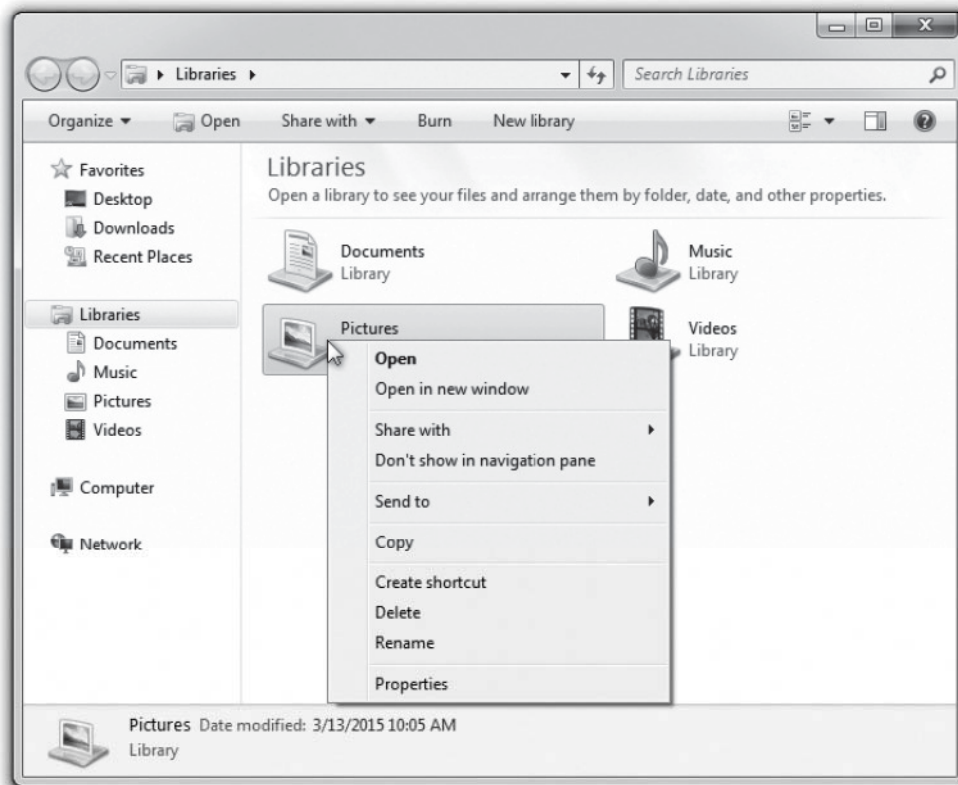 Libraries
Search Libraries
Organize Open Share with Burn New library
Favorites
Desktop
Downloads
Recent Places
Libraries
Documents
Music
Pictures
Videos
Computer
Network
Libraries
Open a library to see your files and arrange them by folder, date, and other properties.
Documents
Library
Music
Library
Pictures
Videos
Library
Open
Open in new window
Share with
Don't show in navigation pane
Send to
Copy
Create shortcut
Delete
Rename
Properties
Pictures Date modified: 3/13/2015 10:05 AM
Library